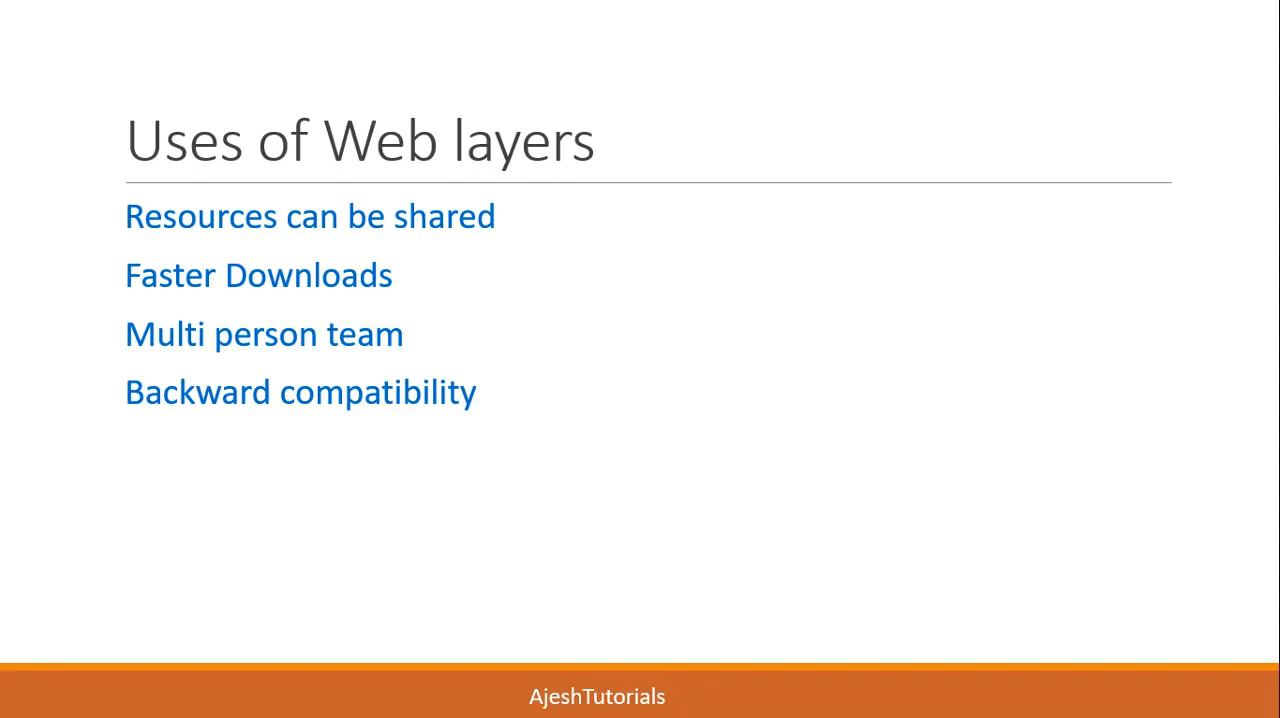 Uses of Web layers
Resources can be shared
Faster Downloads
Multi person team
Backward compatibility
AjeshTutorials